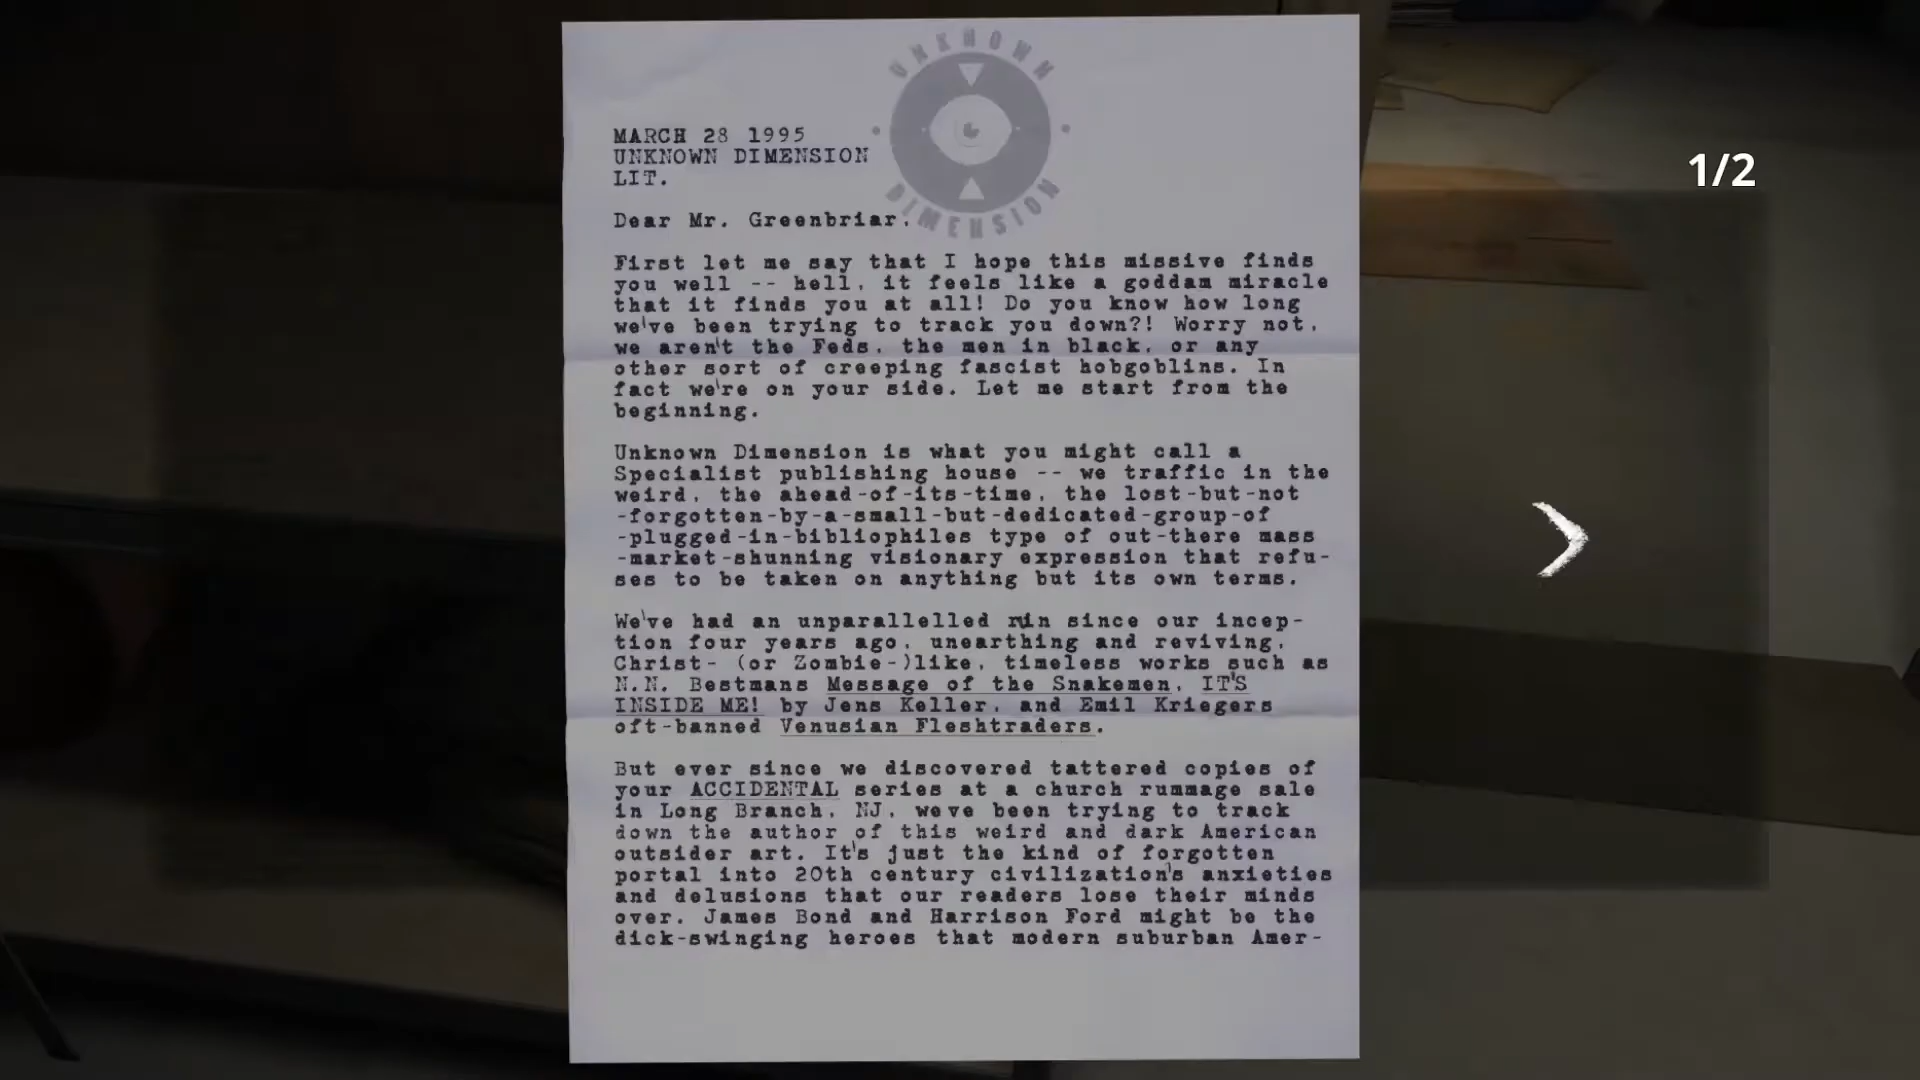 UNKNOWN
DIMENSION
MARCH 28 1995
UNKNOWN DIMENSION
LIT.
1/2
Dear Mr. Greenbriar,
First let me say that I hope this missive finds
you well -- hell, it feels like a goddam miracle
that it finds you at all! Do you know how long
we've been trying to track you down?! Worry not,
we aren't the Feds, the men in black, or any
other sort of creeping fascist hobgoblins. In
fact we're on your side. Let me start from the
beginning.
Unknown Dimension is what you might call a
Specialist publishing house -- we traffic in the
weird, the ahead-of-its-time, the lost-but-not
-forgotten-by-a-small-but-dedicated-group-of
-plugged-in-bibliophiles type of out-there mass
-market-shunning visionary expression that refu-
ses to be taken on anything but its own terms.
We've had an unparallelled run since our incep-
tion four years ago, unearthing and reviving,
Christ- (or Zombie-)like, timeless works such as
N.N. Bestmans Message of the Snakemen, IT'S
INSIDE ME! by Jens Keller, and Emil Kriegers
oft-banned Venusian Fleshtraders.
But ever since we discovered tattered copies of
your ACCIDENTAL series at a church rummage sale
in Long Branch, NJ, weve been trying to track
down the author of this weird and dark American
outsider art. It's just the kind of forgotten
portal into 20th century civilization's anxieties
and delusions that our readers lose their minds
over. James Bond and Harrison Ford might be the
dick-swinging heroes that modern suburban Amer-